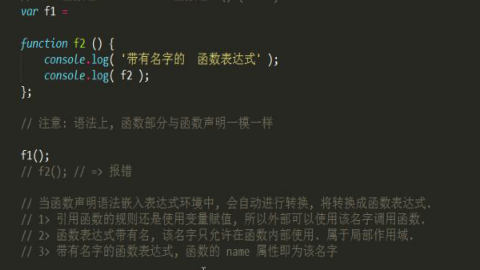 var f1 =
function f2 () {
console.log( '带有名字的 函数表达式' );
console.log( f2 );
};
// 注意: 语法上, 函数部分与函数声明一模一样
f1();
// f2(); // => 报错
// 当函数声明语法嵌入表达式环境中, 会自动进行转换, 将转换成函数表达式.
// 1> 引用函数的规则还是使用变量赋值, 所以外部可以使用该名字调用函数.
// 2> 函数表达式带有名, 该名字只允许在函数内部使用. 属于局部作用域.
// 3> 带有名字的函数表达式, 函数的 name 属性即为该名字